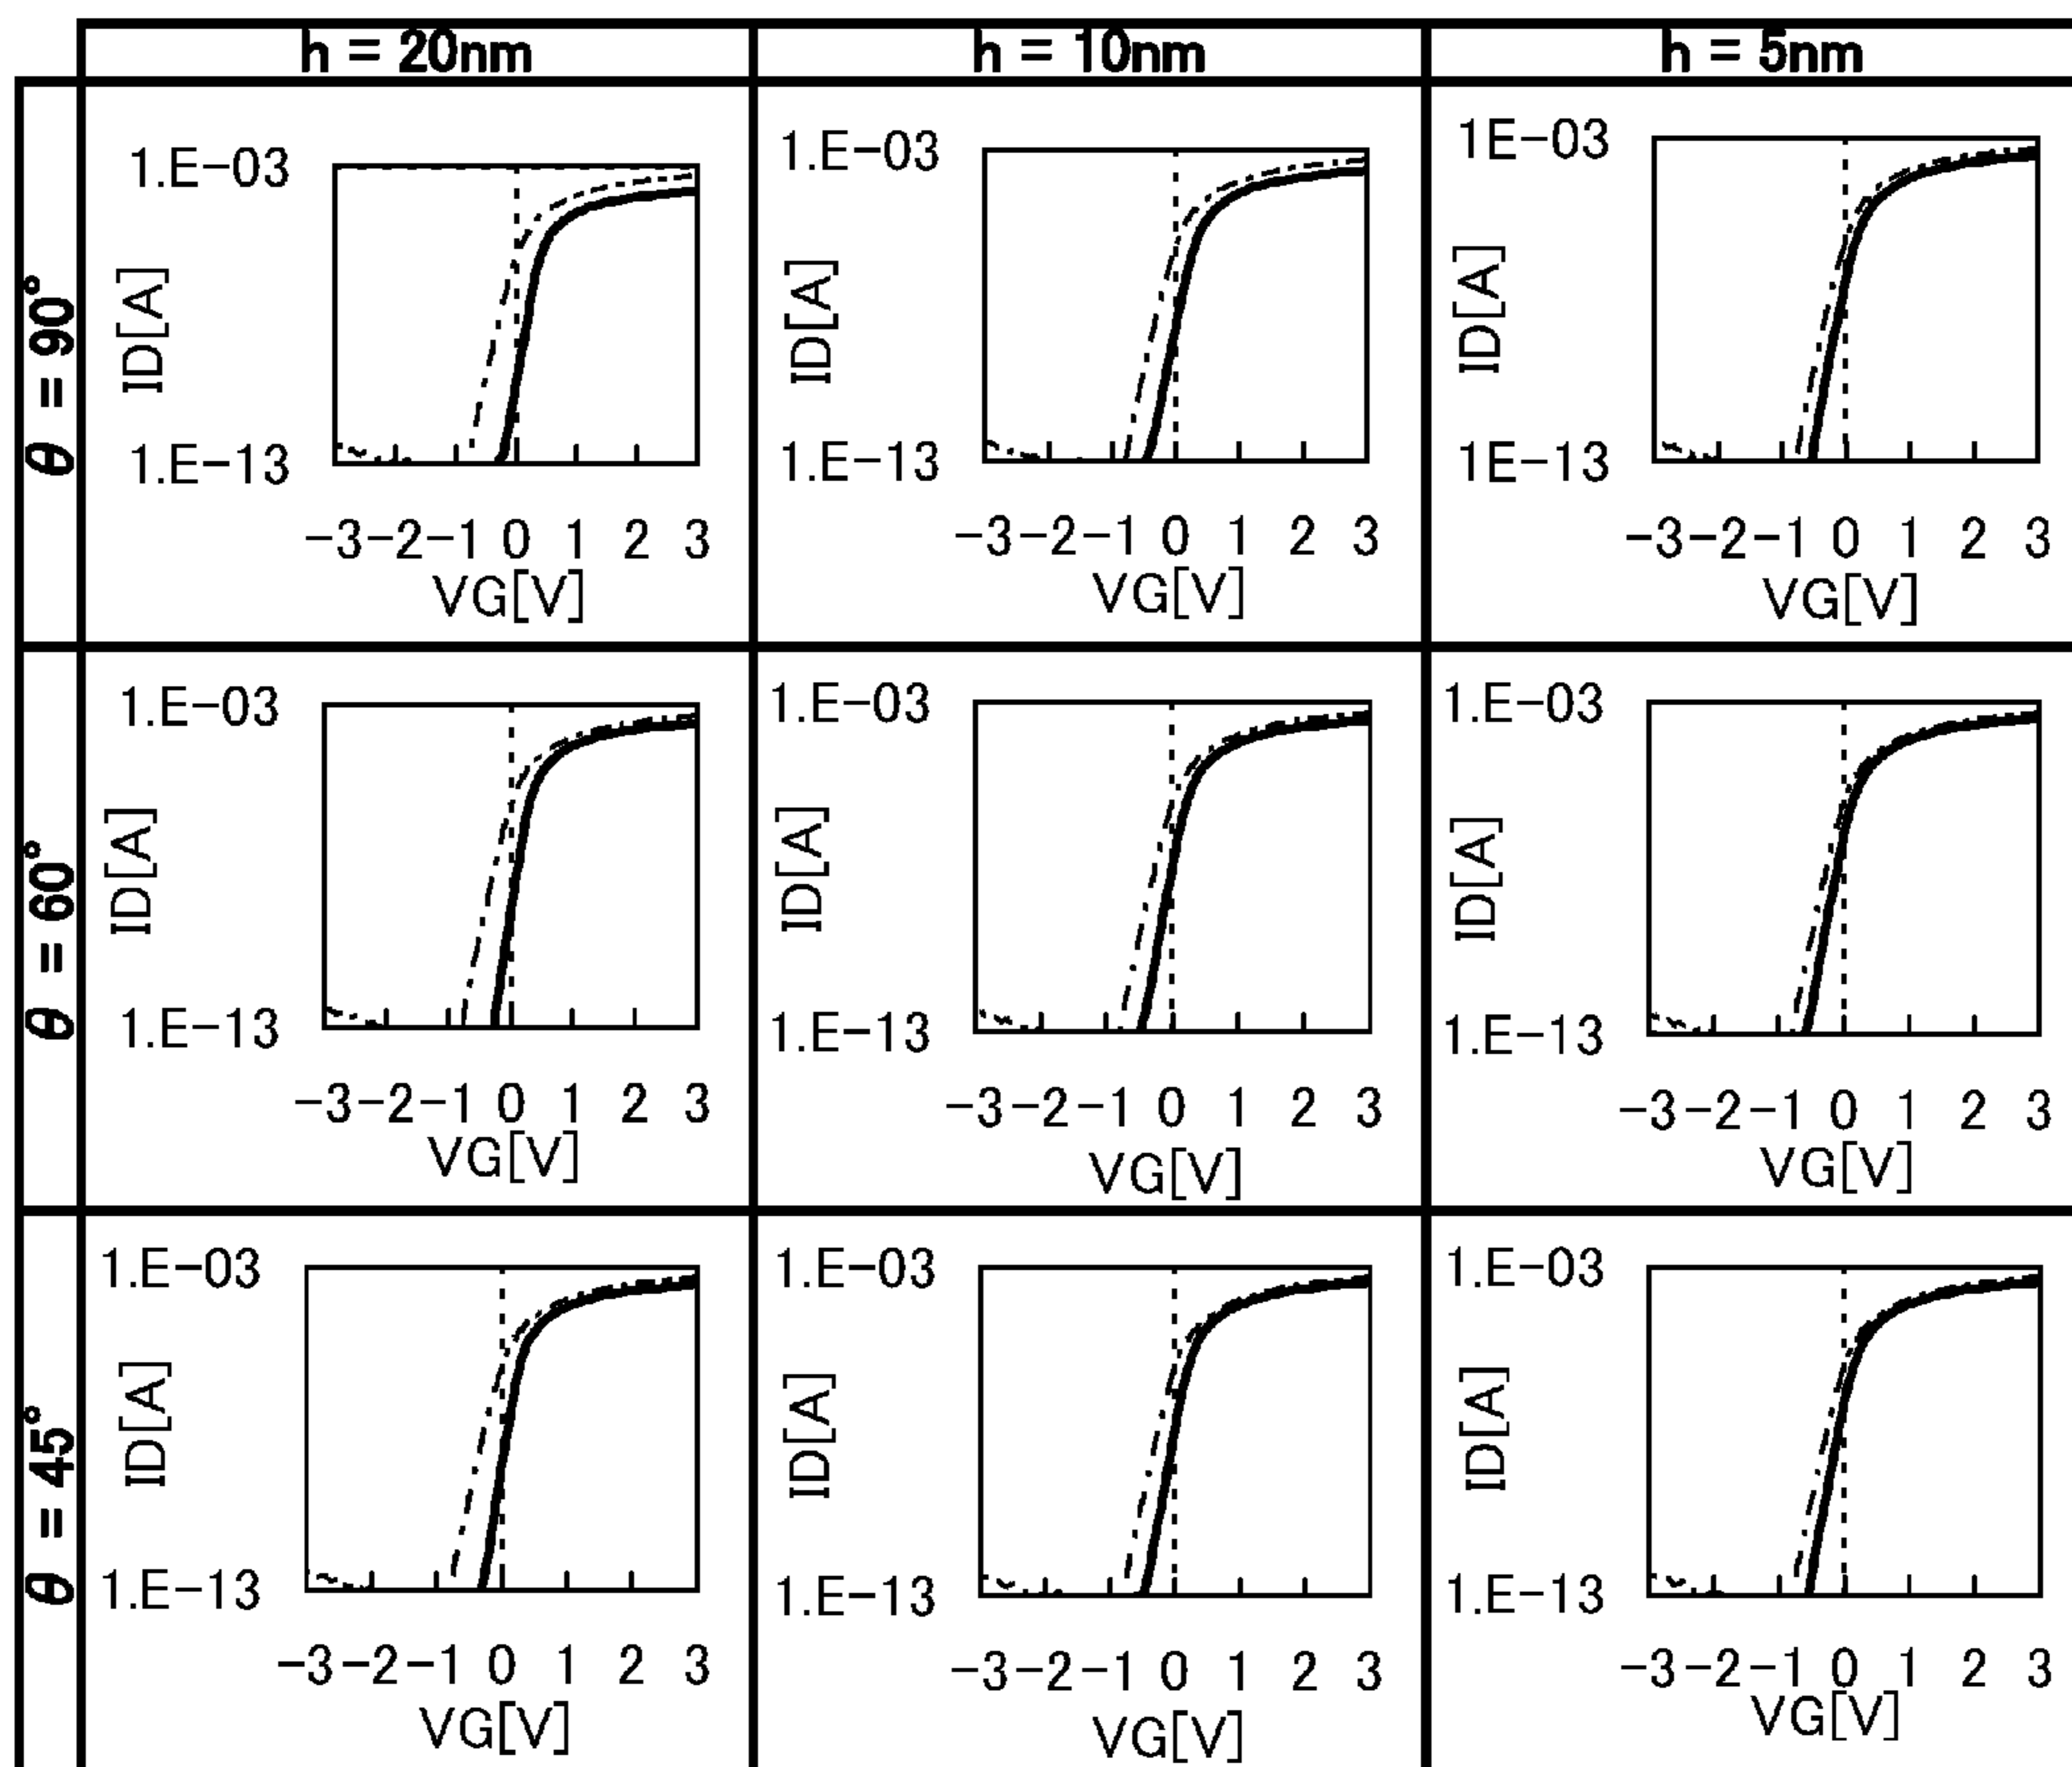 h = 20nm
h = 10nm
h = 5nm
θ = 90°
1.E-03
ID[A]
1.E-13
-3 -2 -1 0 1 2 3
VG[V]
1.E-03
ID[A]
1.E-13
-3 -2 -1 0 1 2 3
VG[V]
1E-03
ID[A]
1E-13
-3 -2 -1 0 1 2 3
VG[V]
θ = 60°
1.E-03
ID[A]
1.E-13
-3 -2 -1 0 1 2 3
VG[V]
1.E-03
ID[A]
1.E-13
-3 -2 -1 0 1 2 3
VG[V]
1.E-03
ID[A]
1.E-13
-3 -2 -1 0 1 2 3
VG[V]
θ = 45°
1.E-03
ID[A]
1.E-13
-3 -2 -1 0 1 2 3
VG[V]
1.E-03
ID[A]
1.E-13
-3 -2 -1 0 1 2 3
VG[V]
1.E-03
ID[A]
1.E-13
-3 -2 -1 0 1 2 3
VG[V]